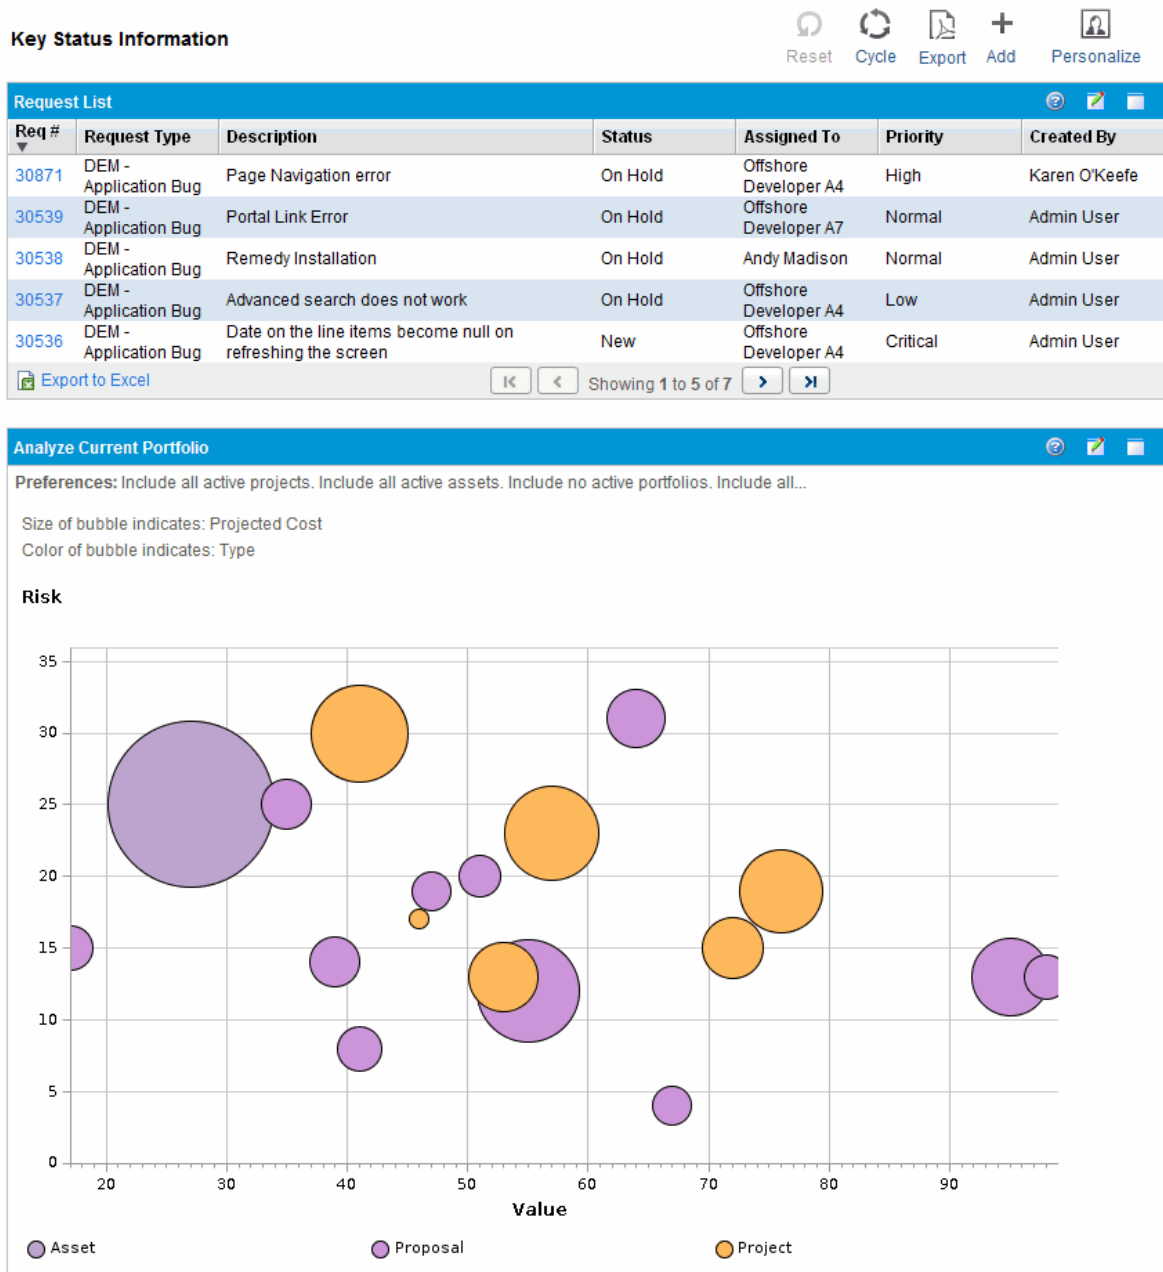 Key Status Information
Reset Cycle Export Add Personalize
Request List
Req # Request Type Description Status Assigned To Priority Created By
30871 DEM - Application Bug Page Navigation error On Hold Offshore Developer A4 High Karen O'Keefe
30539 DEM - Application Bug Portal Link Error On Hold Offshore Developer A7 Normal Admin User
30538 DEM - Application Bug Remedy Installation On Hold Andy Madison Normal Admin User
30537 DEM - Application Bug Advanced search does not work On Hold Offshore Developer A4 Low Admin User
30536 DEM - Application Bug Date on the line items become null on refreshing the screen New Offshore Developer A4 Critical Admin User
Export to Excel Showing 1 to 5 of 7
Analyze Current Portfolio
Preferences: Include all active projects. Include all active assets. Include no active portfolios. Include all...
Size of bubble indicates: Projected Cost
Color of bubble indicates: Type
Risk
35
30
25
20
15
10
5
0
20 30 40 50 60 70 80 90
Value
Asset Proposal Project